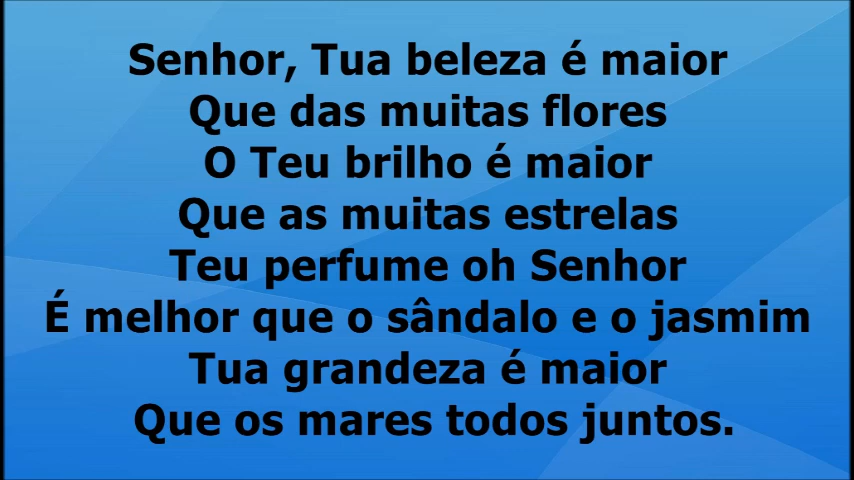 Senhor, Tua beleza é maior
Que das muitas flores
O Teu brilho é maior
Que as muitas estrelas
Teu perfume oh Senhor
É melhor que o sândalo e o jasmim
Tua grandeza é maior
Que os mares todos juntos.